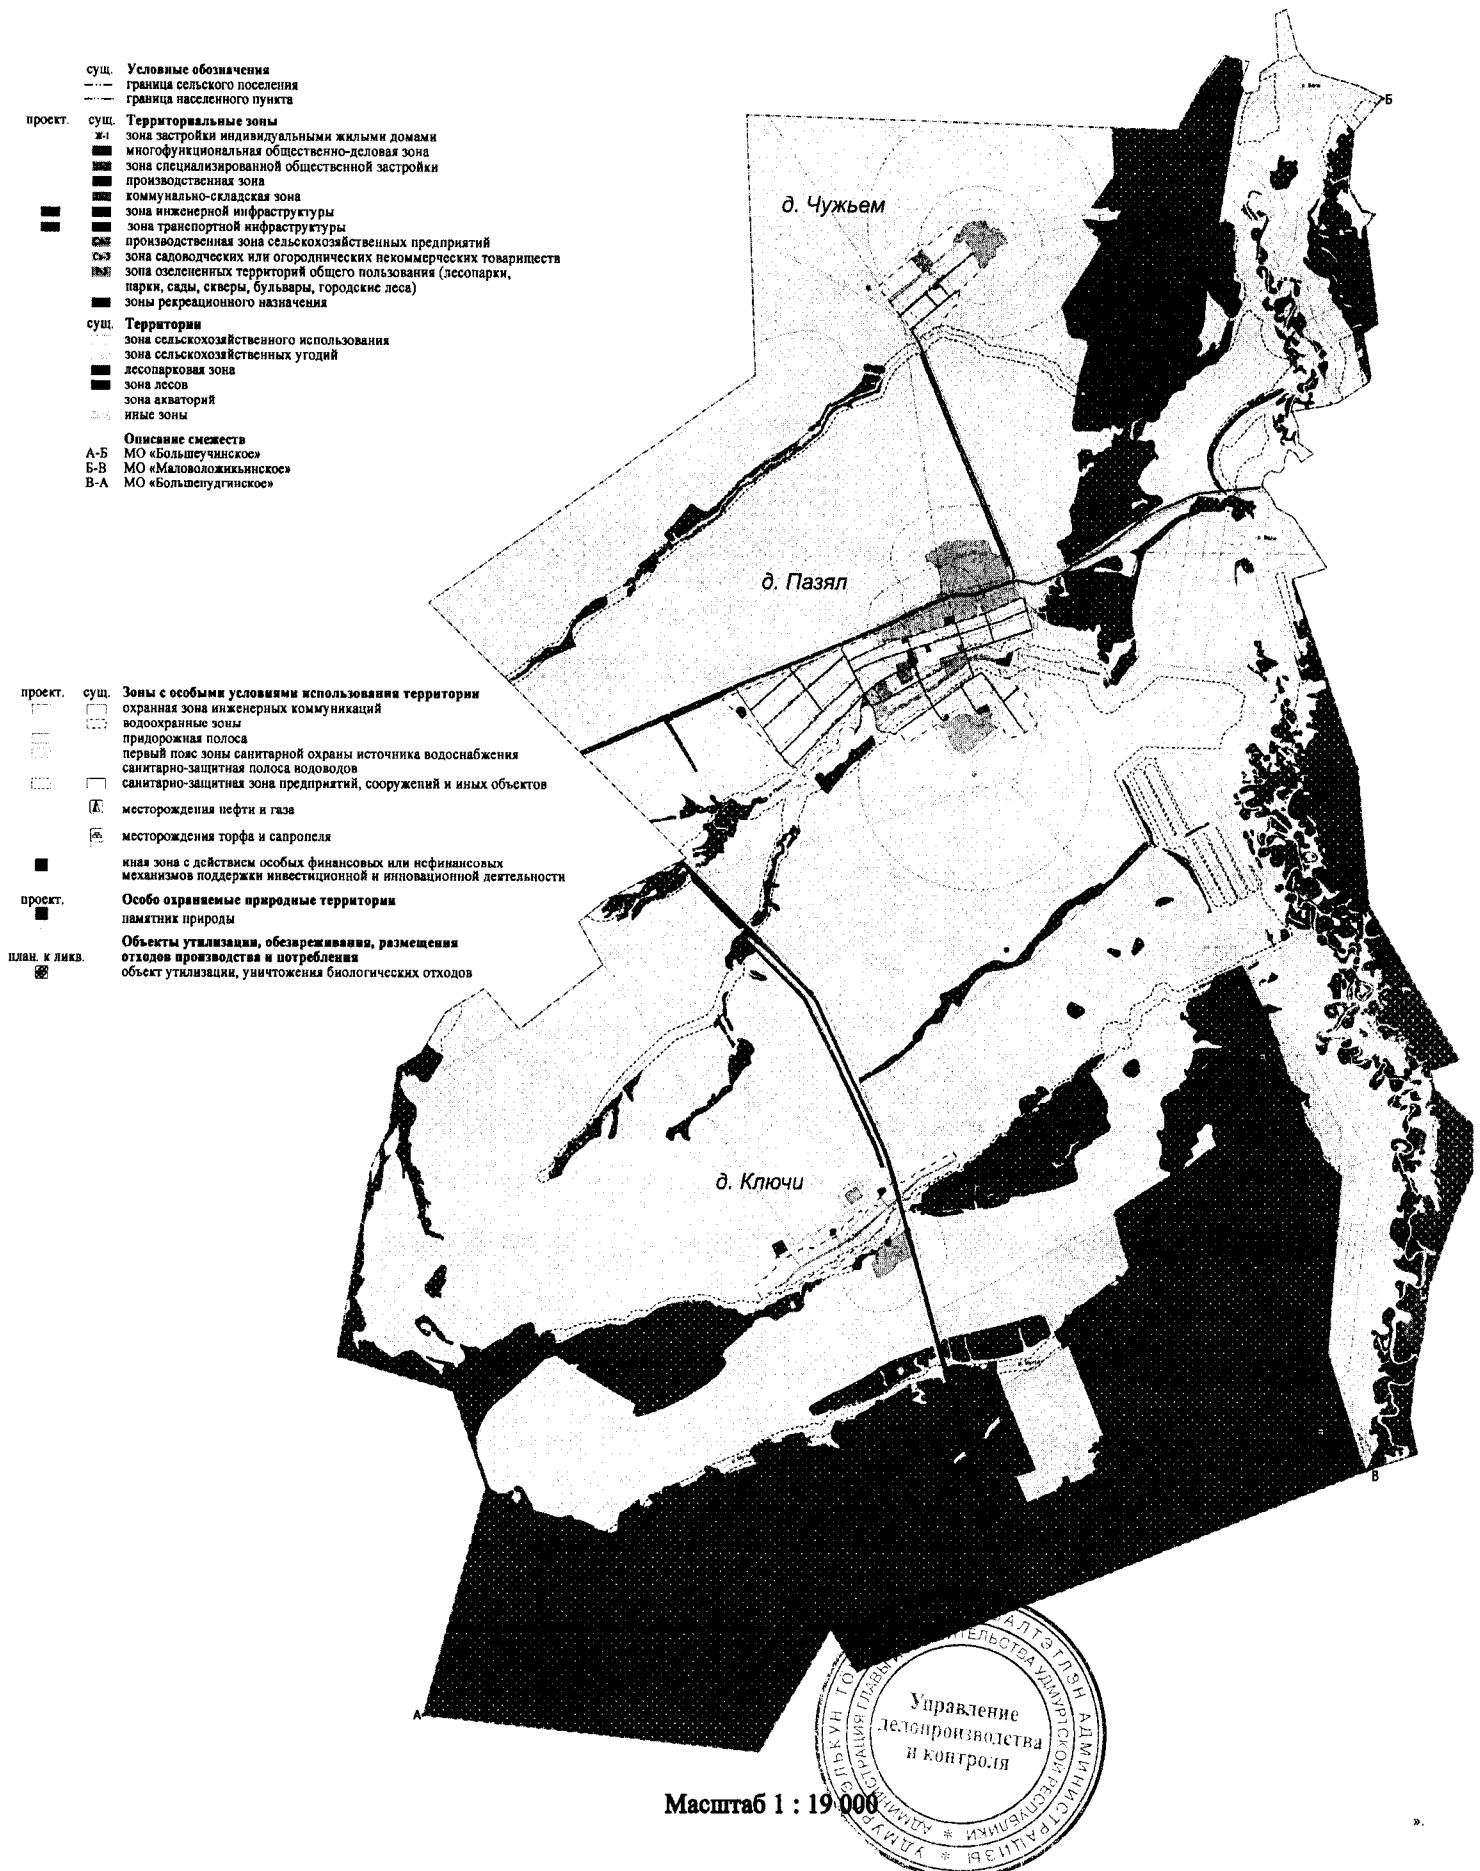 сущ. Условные обозначения
граница сельского поселения
граница населенного пункта
проект. сущ. Территориальные зоны
Ж-1 зона застройки индивидуальными жилыми домами
многофункциональная общественно-деловая зона
зона специализированной общественной застройки
производственная зона
коммунально-складская зона
зона инженерной инфраструктуры
зона транспортной инфраструктуры
производственная зона сельскохозяйственных предприятий
зона садоводческих или огороднических некоммерческих товариществ
зона озелененных территорий общего пользования (лесопарки,
парки, сады, скверы, бульвары, городские леса)
зоны рекреационного назначения
сущ. Территории
зона сельскохозяйственного использования
зона сельскохозяйственных угодий
лесопарковая зона
зона лесов
зона акваторий
иные зоны
Описание смежеств
А-Б МО «Большеучинское»
Б-В МО «Маловоложикьинское»
В-А МО «Большепудгинское»
проект. сущ. Зоны с особыми условиями использования территории
охранная зона инженерных коммуникаций
водоохранные зоны
придорожная полоса
первый пояс зоны санитарной охраны источника водоснабжения
санитарно-защитная полоса водоводов
санитарно-защитная зона предприятий, сооружений и иных объектов
месторождения нефти и газа
месторождения торфа и сапропеля
иная зона с действием особых финансовых или нефинансовых
механизмов поддержки инвестиционной и инновационной деятельности
проект. Особо охраняемые природные территории
памятник природы
Объекты утилизации, обезвреживания, размещения
план. к ликв. отходов производства и потребления
объект утилизации, уничтожения биологических отходов
Б
д. Чужьем
д. Пазял
д. Ключи
В
А
Управление
делопроизводства
и контроля
Масштаб 1 : 19 000
».